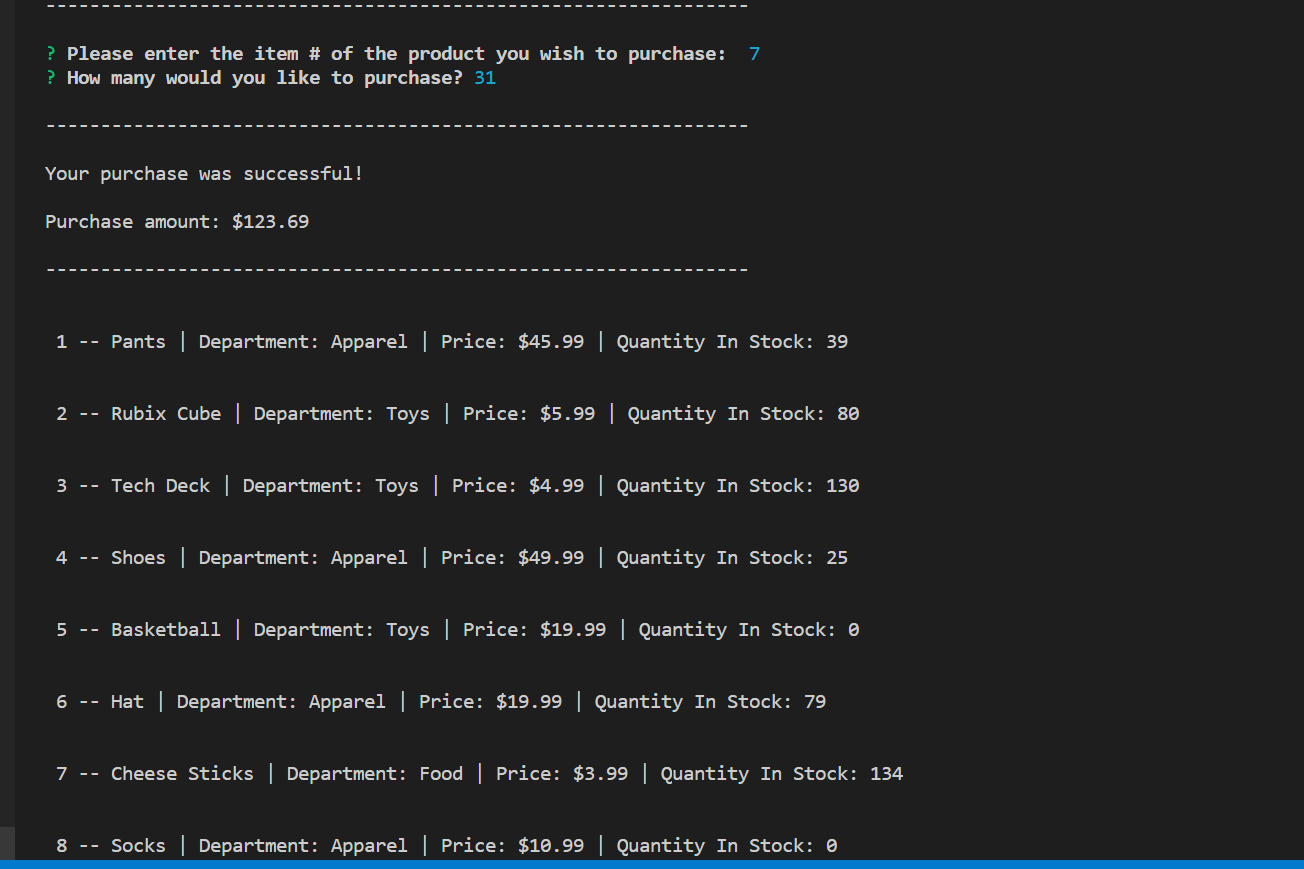 ----------------------------------------------------------------
? Please enter the item # of the product you wish to purchase:  7
? How many would you like to purchase? 31
----------------------------------------------------------------
Your purchase was successful!
Purchase amount: $123.69
----------------------------------------------------------------
1 -- Pants | Department: Apparel | Price: $45.99 | Quantity In Stock: 39
2 -- Rubix Cube | Department: Toys | Price: $5.99 | Quantity In Stock: 80
3 -- Tech Deck | Department: Toys | Price: $4.99 | Quantity In Stock: 130
4 -- Shoes | Department: Apparel | Price: $49.99 | Quantity In Stock: 25
5 -- Basketball | Department: Toys | Price: $19.99 | Quantity In Stock: 0
6 -- Hat | Department: Apparel | Price: $19.99 | Quantity In Stock: 79
7 -- Cheese Sticks | Department: Food | Price: $3.99 | Quantity In Stock: 134
8 -- Socks | Department: Apparel | Price: $10.99 | Quantity In Stock: 0